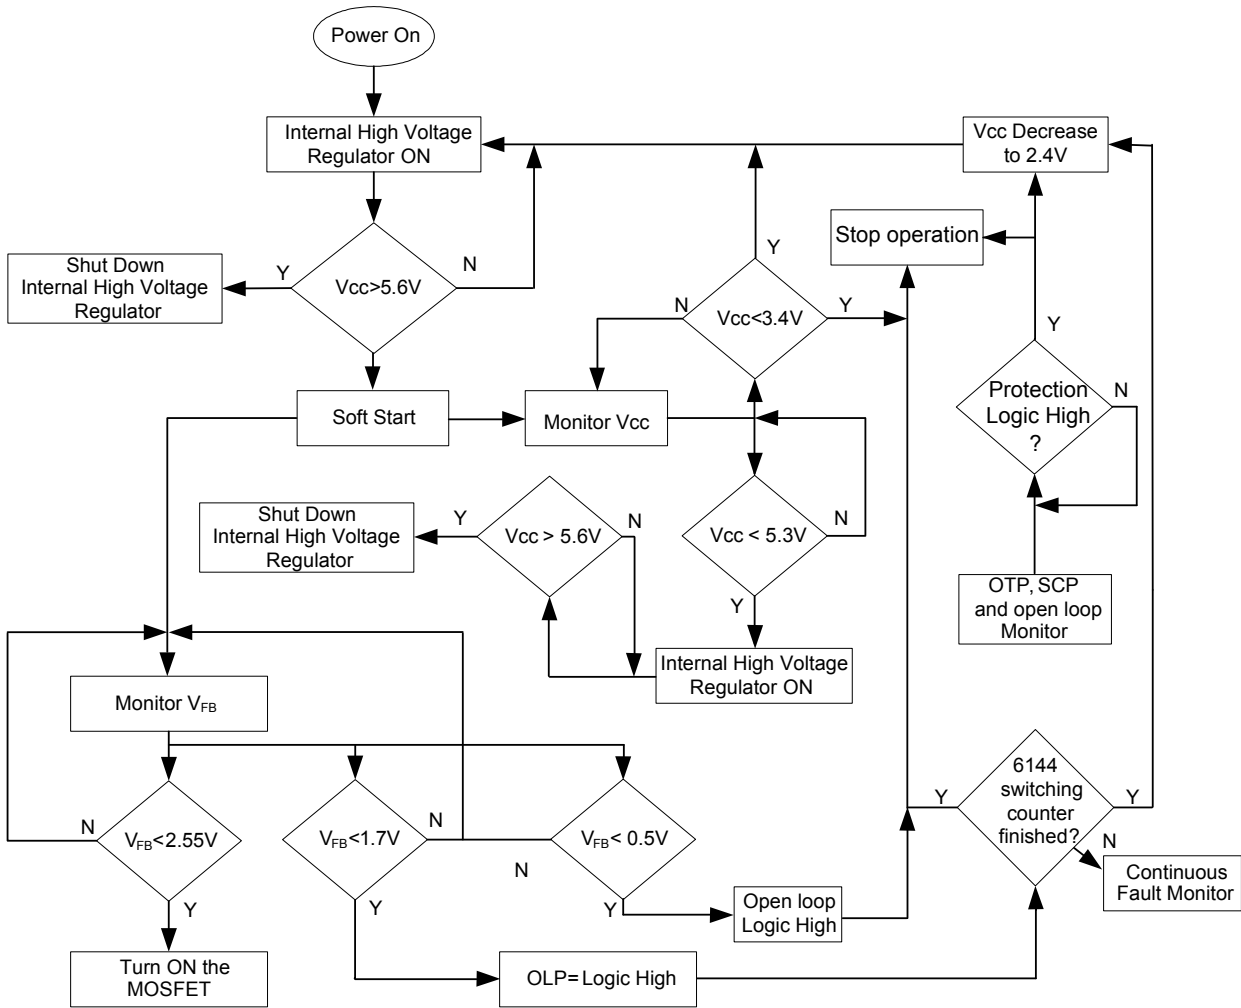 Power On
Internal High Voltage
Regulator ON
Vcc Decrease
to 2.4V
Stop operation
Shut Down
Internal High Voltage
Regulator
Y
Vcc>5.6V
N
Y
N
Vcc<3.4V
Y
Y
Protection
Logic High
?
N
Soft Start
Monitor Vcc
Shut Down
Internal High Voltage
Regulator
Y
Vcc > 5.6V
N
Vcc < 5.3V
N
Y
OTP, SCP
and open loop
Monitor
Internal High Voltage
Regulator ON
Monitor VFB
N
VFB<2.55V
Y
VFB<1.7V
N
Y
N
VFB< 0.5V
Y
Y
6144
switching
counter
finished?
Y
N
Continuous
Fault Monitor
Open loop
Logic High
Turn ON the
MOSFET
OLP=Logic High